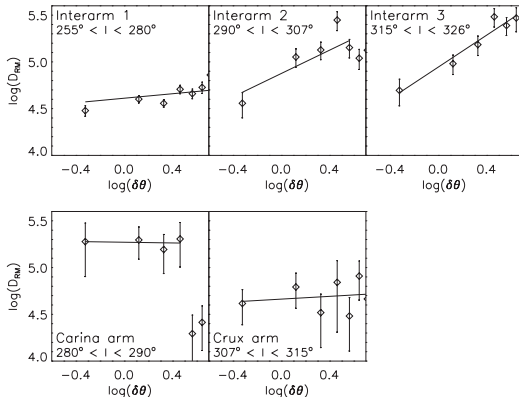 Interarm 1
255° < l < 280°
Interarm 2
290° < l < 307°
Interarm 3
315° < l < 326°
5.5
5.0
4.5
4.0
log(D_RM)
−0.4 0.0 0.4
−0.4 0.0 0.4
−0.4 0.0 0.4
log(δθ)
log(δθ)
log(δθ)
5.5
5.0
4.5
4.0
log(D_RM)
Carina arm
280° < l < 290°
Crux arm
307° < l < 315°
−0.4 0.0 0.4
−0.4 0.0 0.4
log(δθ)
log(δθ)